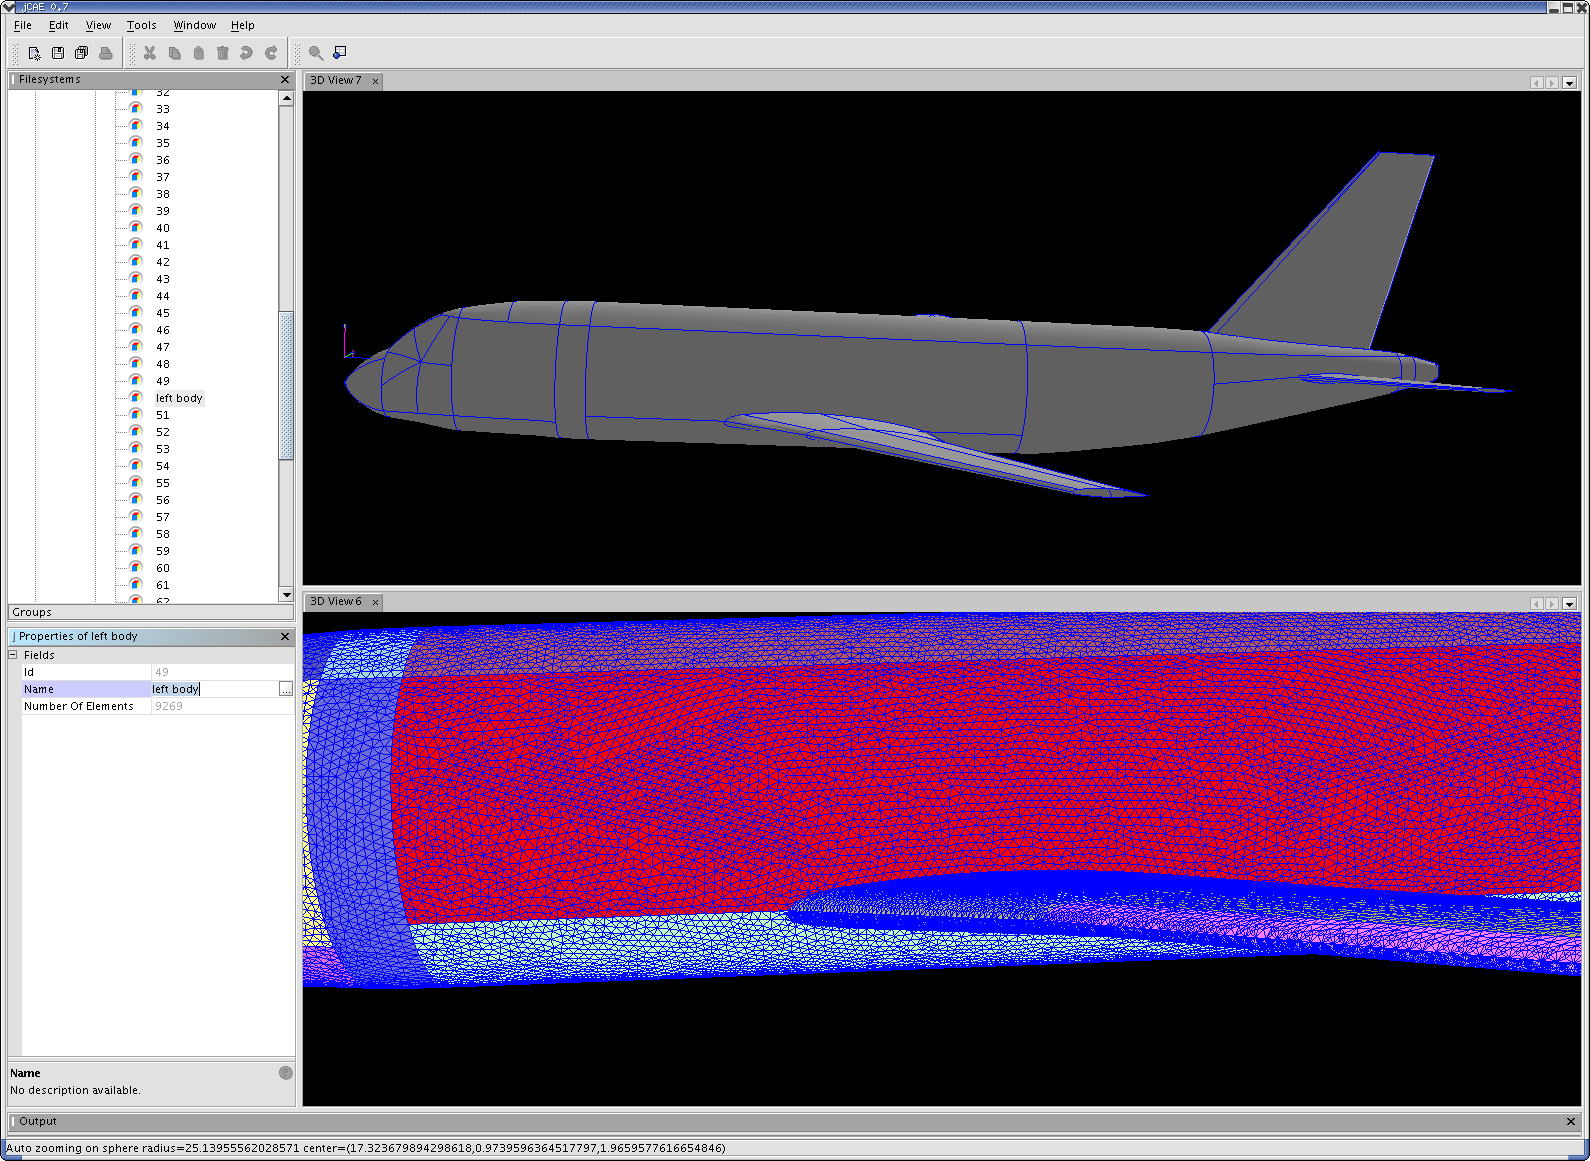 jCAE 0.7
File Edit View Tools Window Help
Filesystems
32
33
34
35
36
37
38
39
40
41
42
43
44
45
46
47
48
49
left body
51
52
53
54
55
56
57
58
59
60
61
62
Groups
Properties of left body
Fields
Id 49
Name left body ...
Number Of Elements 9269
Name
No description available.
3D View 7
3D View 6
Output
Auto zooming on sphere radius=25.13955562028571 center=(17.323679894298618,0.9739596364517797,1.9659577616654846)